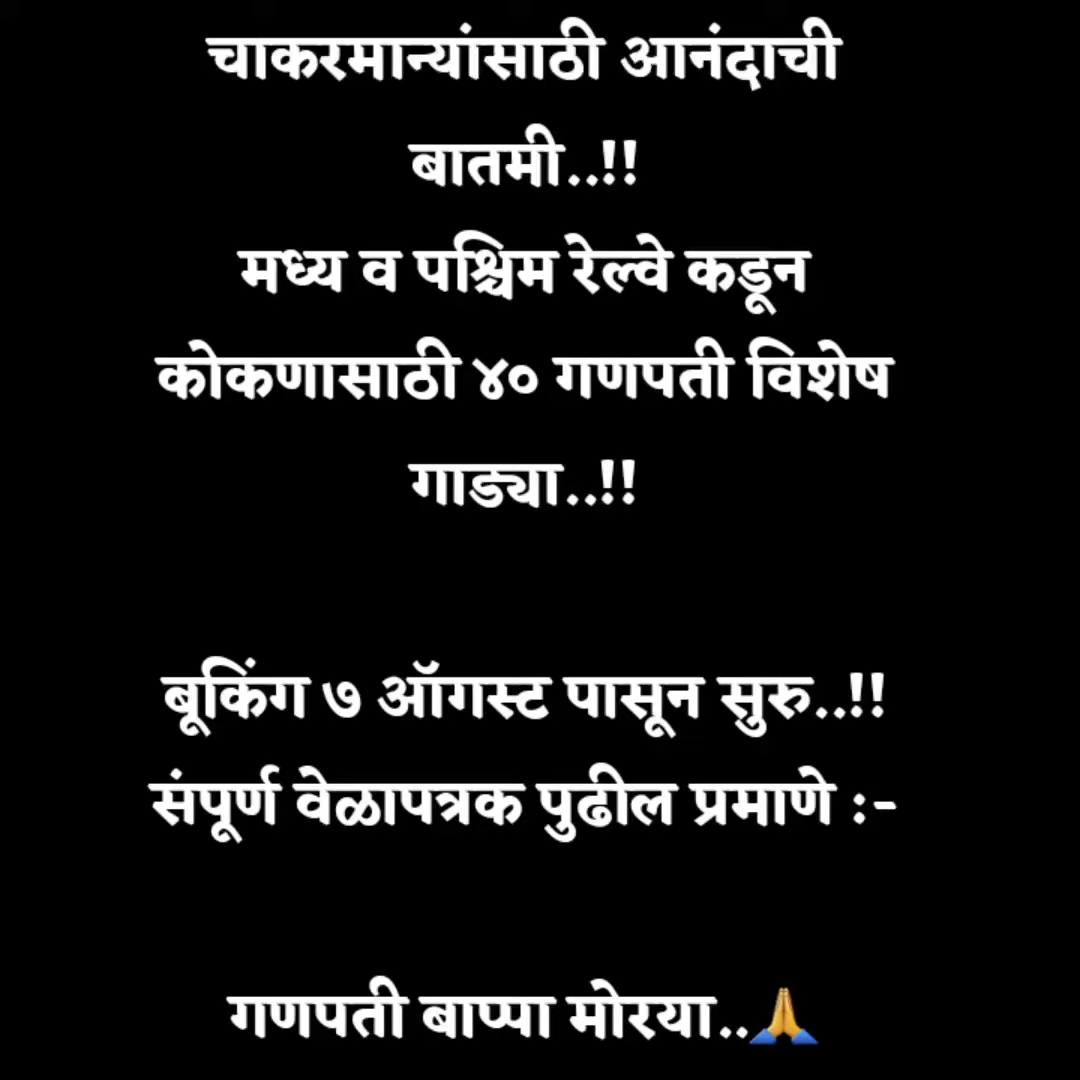 चाकरमान्यांसाठी आनंदाची
बातमी..!!
मध्य व पश्चिम रेल्वे कडून
कोकणासाठी ४० गणपती विशेष
गाड्या..!!
बूकिंग ७ ऑगस्ट पासून सुरु..!!
संपूर्ण वेळापत्रक पुढील प्रमाणे :-
गणपती बाप्पा मोरया..🙏